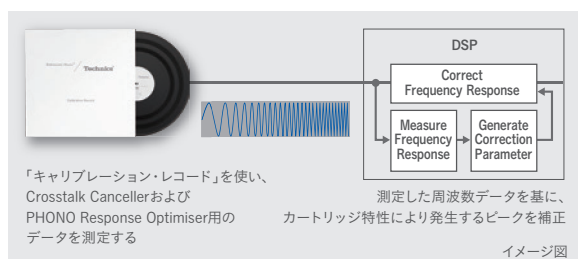 Technics
DSP
Correct
Frequency Response
Measure
Frequency
Response
Generate
Correction
Parameter
「キャリブレーション・レコード」を使い、
Crosstalk Cancellerおよび
PHONO Response Optimiser用の
データを測定する
測定した周波数データを基に、
カートリッジ特性により発生するピークを補正
イメージ図